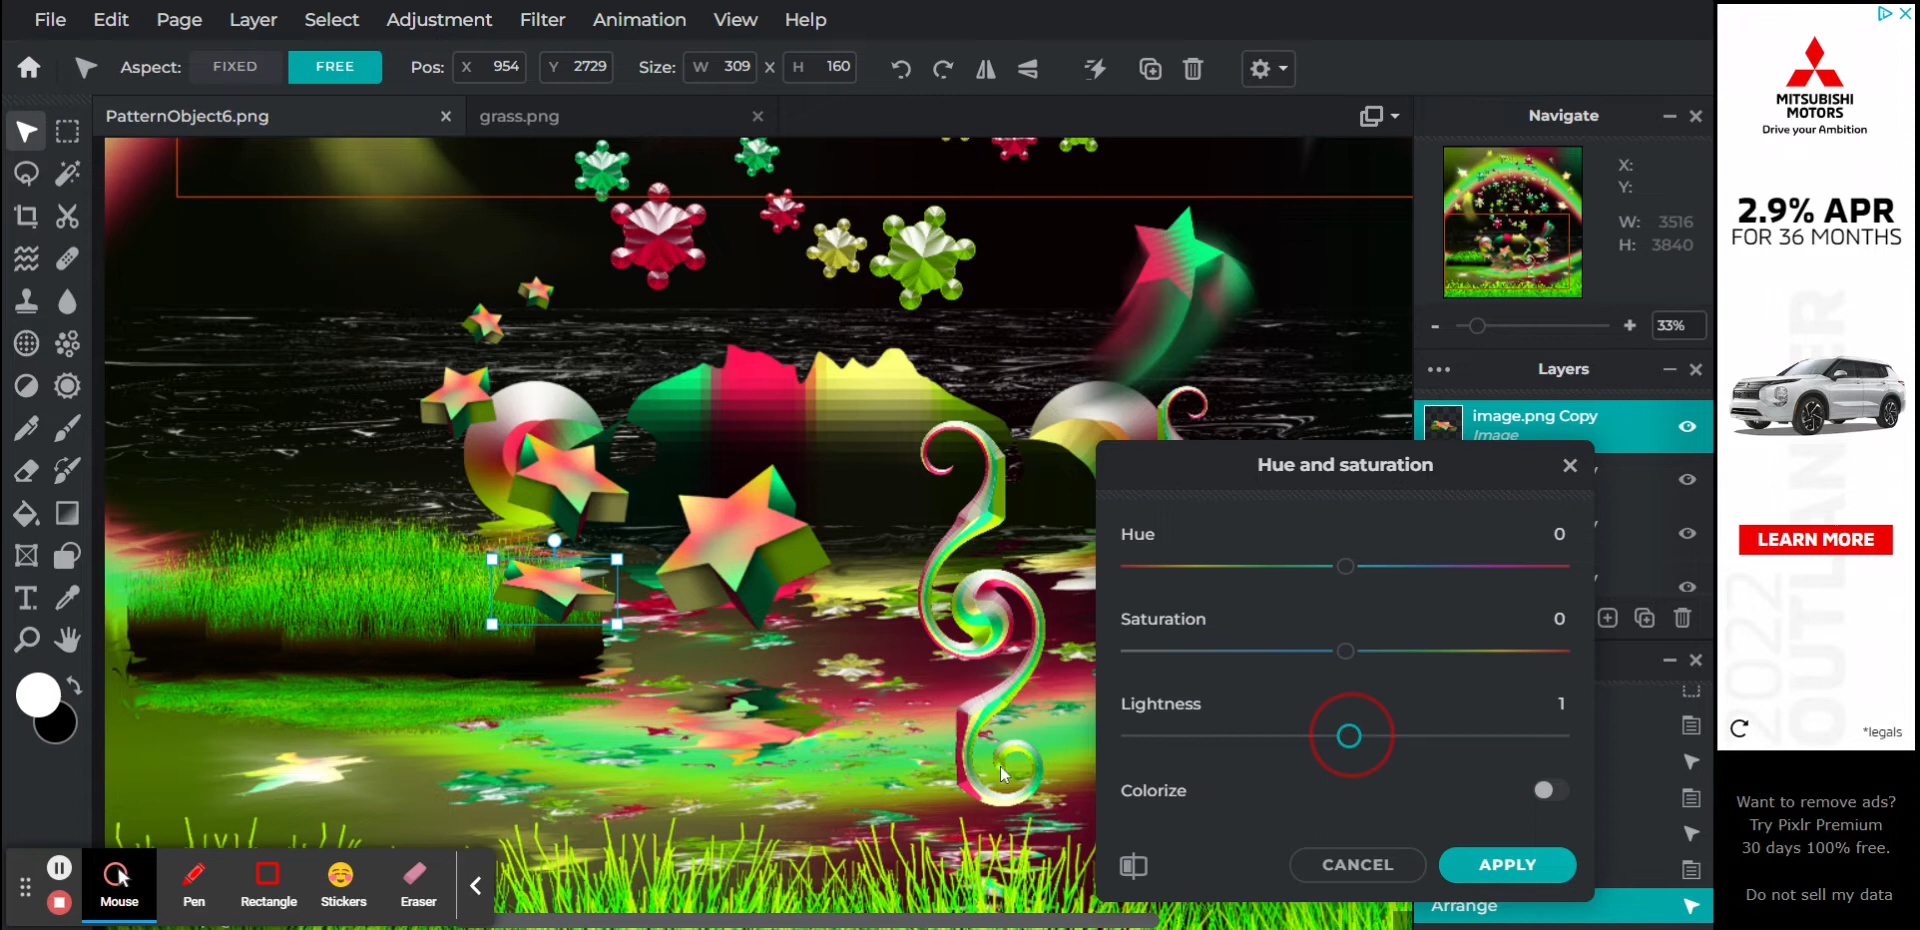 File Edit Page Layer Select Adjustment Filter Animation View Help
Aspect: FIXED FREE Pos: X 954 Y 2729 Size: W 309 X H 160
PatternObject6.png
grass.png
Navigate
X:
Y:
W: 3516
H: 3840
33%
Layers
image.png Copy
Image
Hue and saturation
Hue 0
Saturation 0
Lightness 1
Colorize
CANCEL APPLY
Arrange
Mouse Pen Rectangle Stickers Eraser
MITSUBISHI
MOTORS
Drive your Ambition
2.9% APR
FOR 36 MONTHS
LEARN MORE
2022
OUTLANDER
*legals
Want to remove ads?
Try Pixlr Premium
30 days 100% free.
Do not sell my data